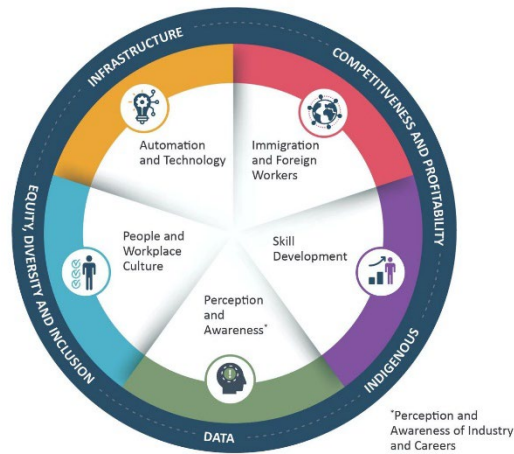 INFRASTRUCTURE
COMPETITIVENESS AND PROFITABILITY
Automation
and Technology
Immigration
and Foreign
Workers
EQUITY, DIVERSITY AND INCLUSION
People and
Workplace
Culture
Skill
Development
Perception
and
Awareness*
INDIGENOUS
DATA
*Perception and
Awareness of Industry
and Careers